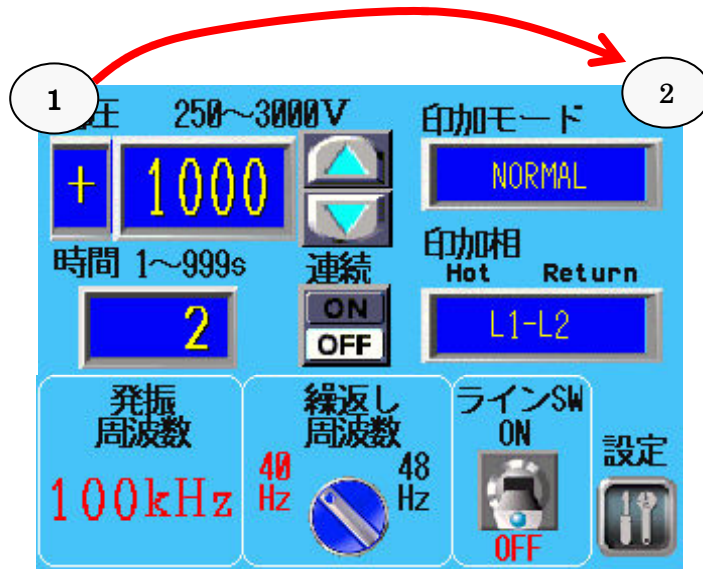 1
2
圧 250～3000V
+ 1000
印加モード
NORMAL
時間 1～999s
2
連続
ON
OFF
印加相
Hot Return
L1-L2
発振
周波数
100kHz
繰返し
周波数
40
Hz
48
Hz
ラインSW
ON
OFF
設定